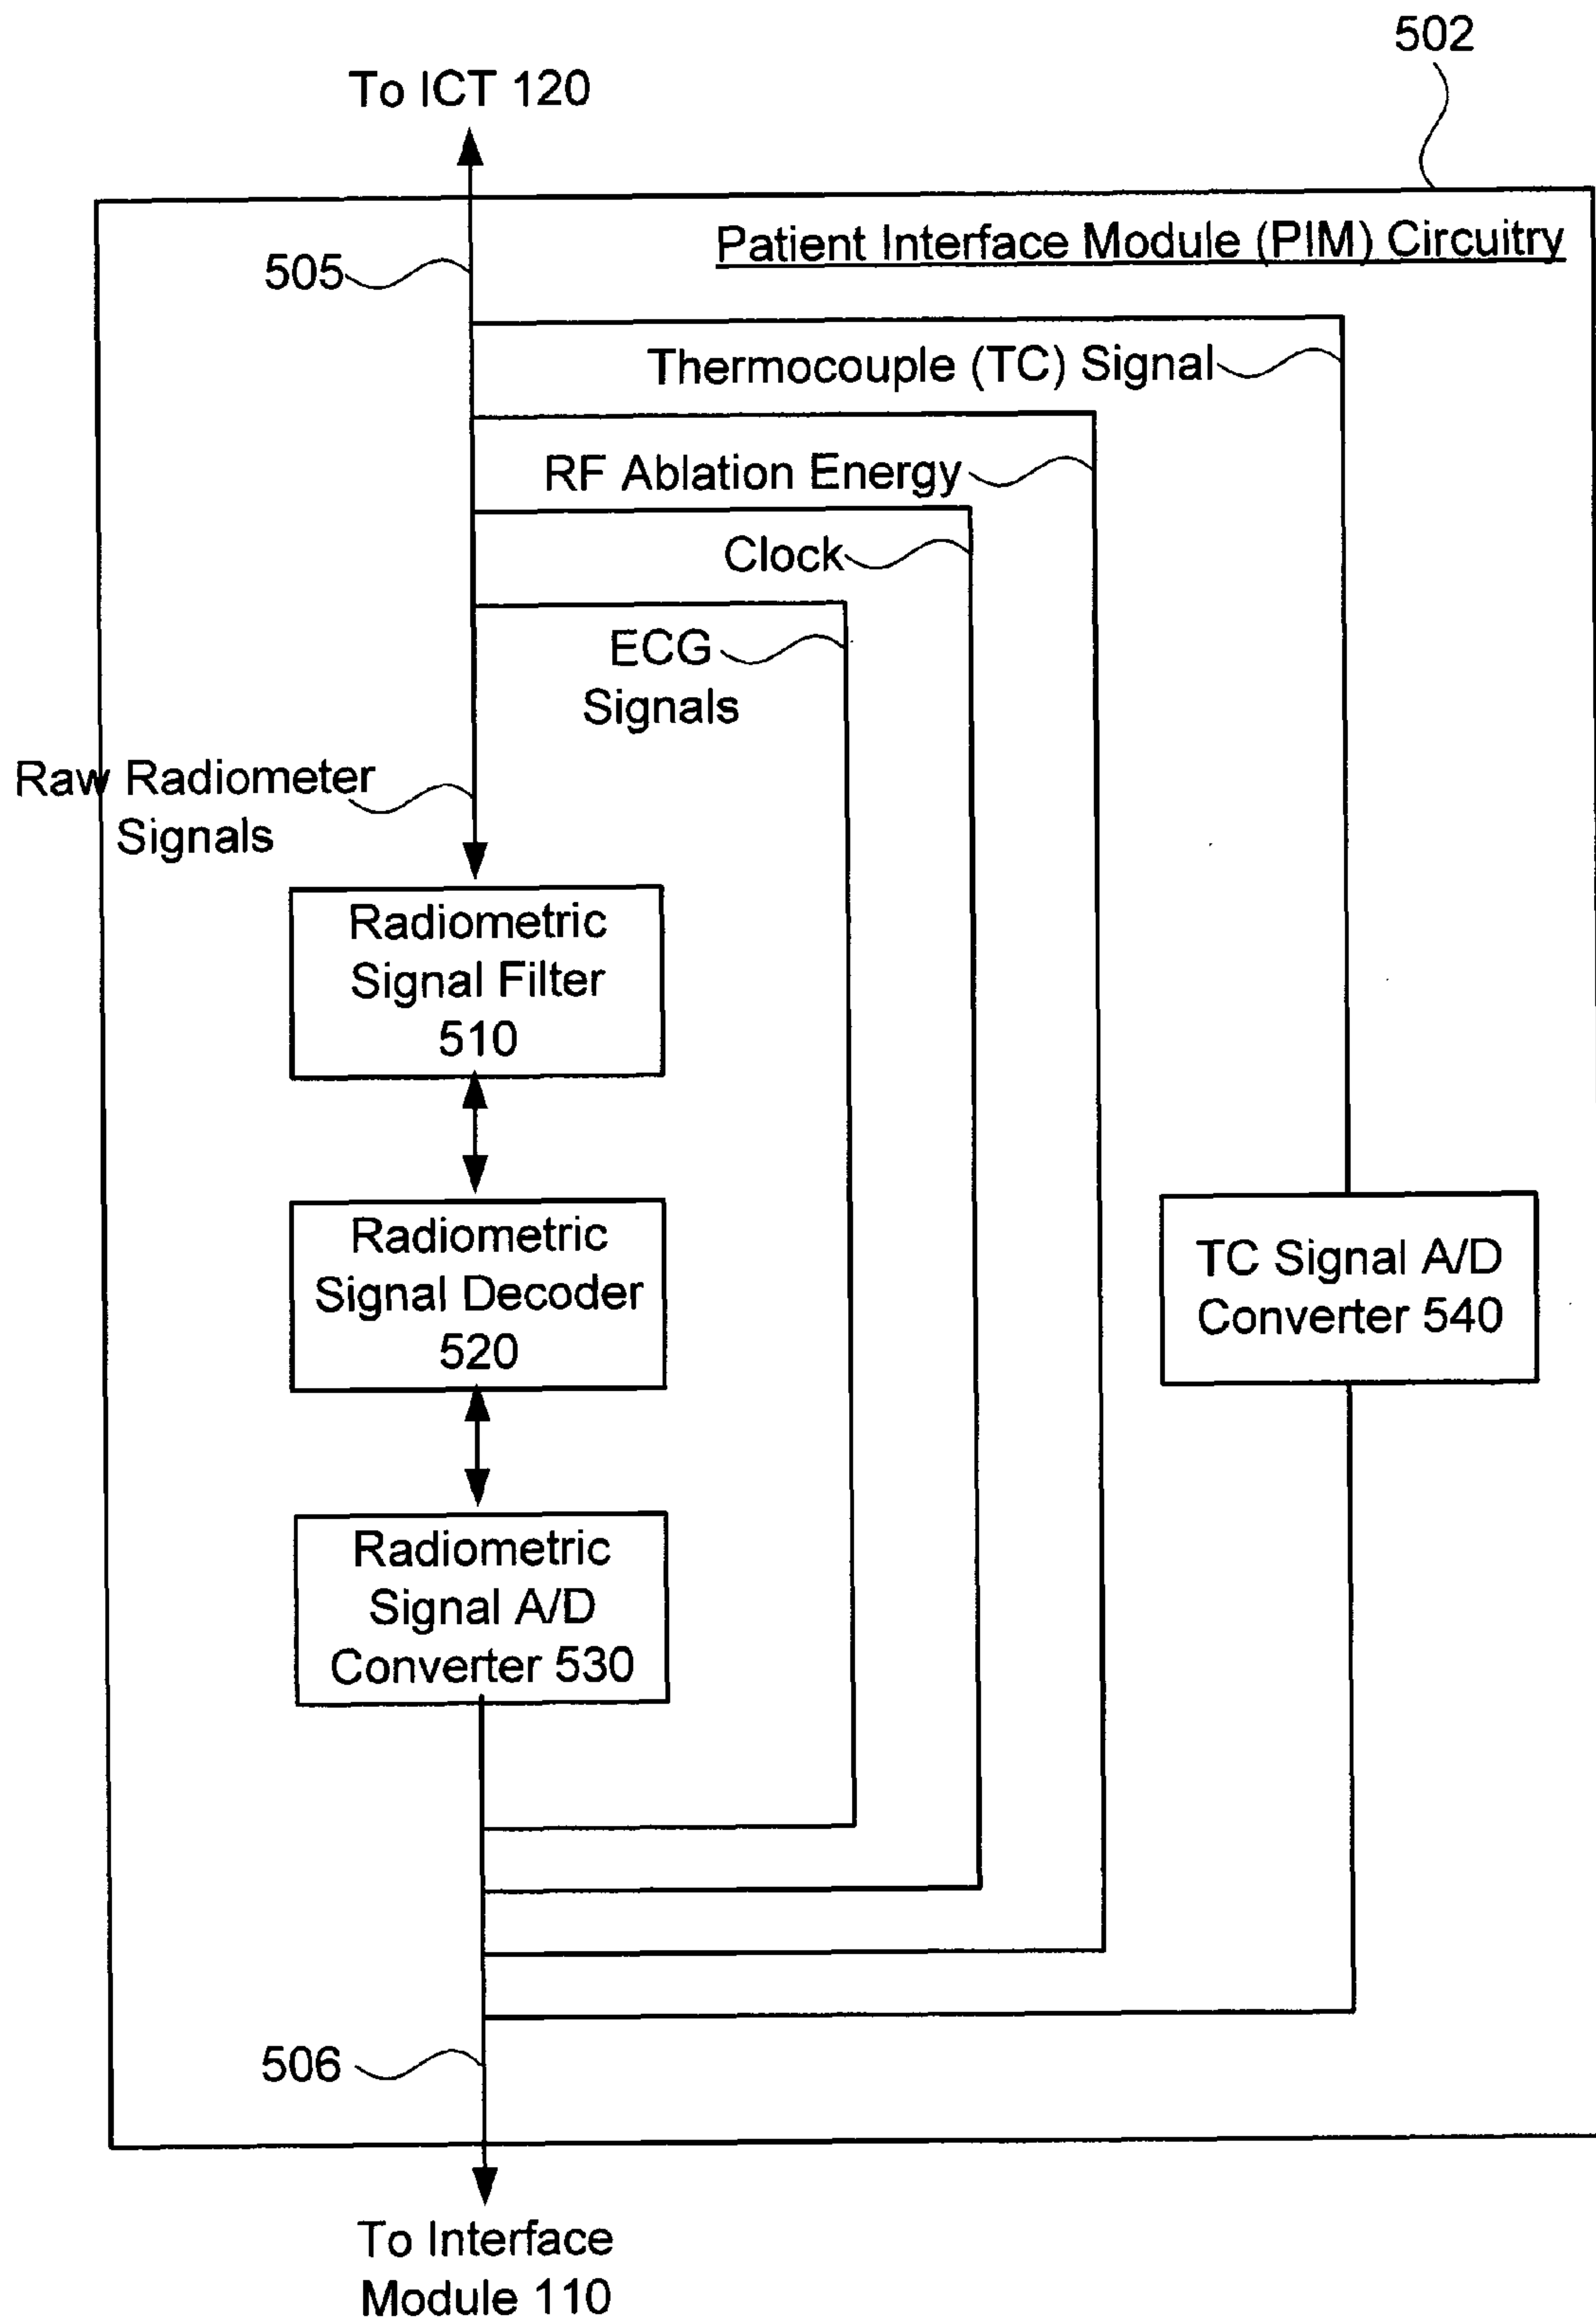 502
To ICT 120
Patient Interface Module (PIM) Circuitry
505
Thermocouple (TC) Signal
RF Ablation Energy
Clock
ECG
Signals
Raw Radiometer
Signals
Radiometric
Signal Filter
510
Radiometric
Signal Decoder
520
TC Signal A/D
Converter 540
Radiometric
Signal A/D
Converter 530
506
To Interface
Module 110